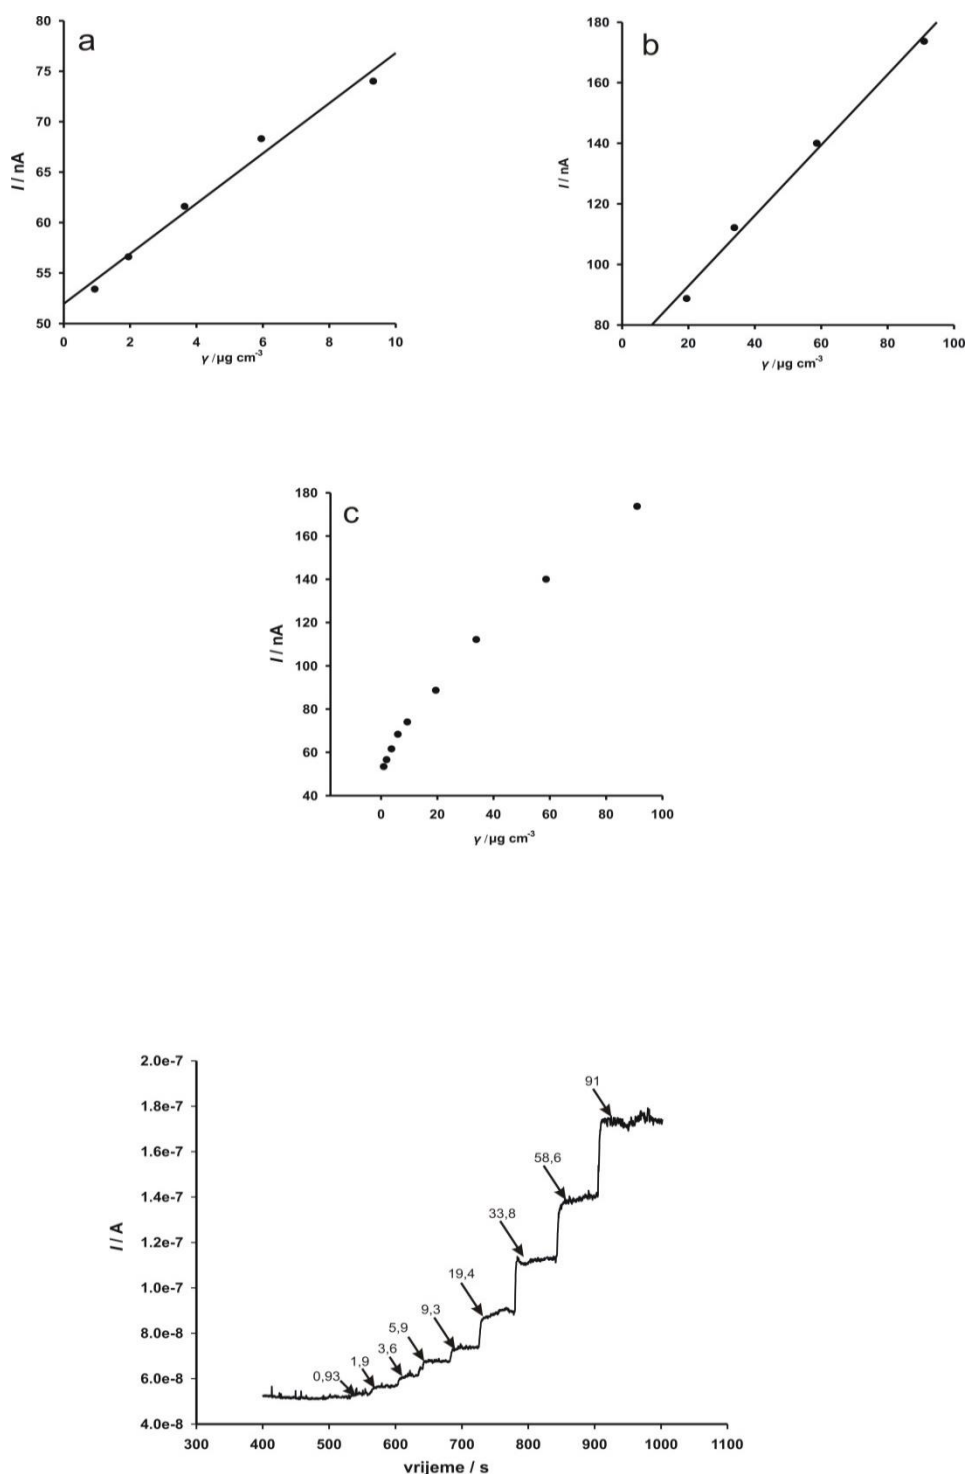 a
80
75
70
65
60
55
50
I / nA
0 2 4 6 8 10
γ /µg cm⁻³
b
180
160
140
120
100
80
I / nA
0 20 40 60 80 100
γ /µg cm⁻³
c
180
160
140
120
100
80
60
40
I / nA
0 20 40 60 80 100
γ /µg cm⁻³
2.0e-7
1.8e-7
1.6e-7
1.4e-7
1.2e-7
1.0e-7
8.0e-8
6.0e-8
4.0e-8
I / A
91
58,6
33,8
19,4
9,3
5,9
3,6
1,9
0,93
300 400 500 600 700 800 900 1000 1100
vrijeme / s